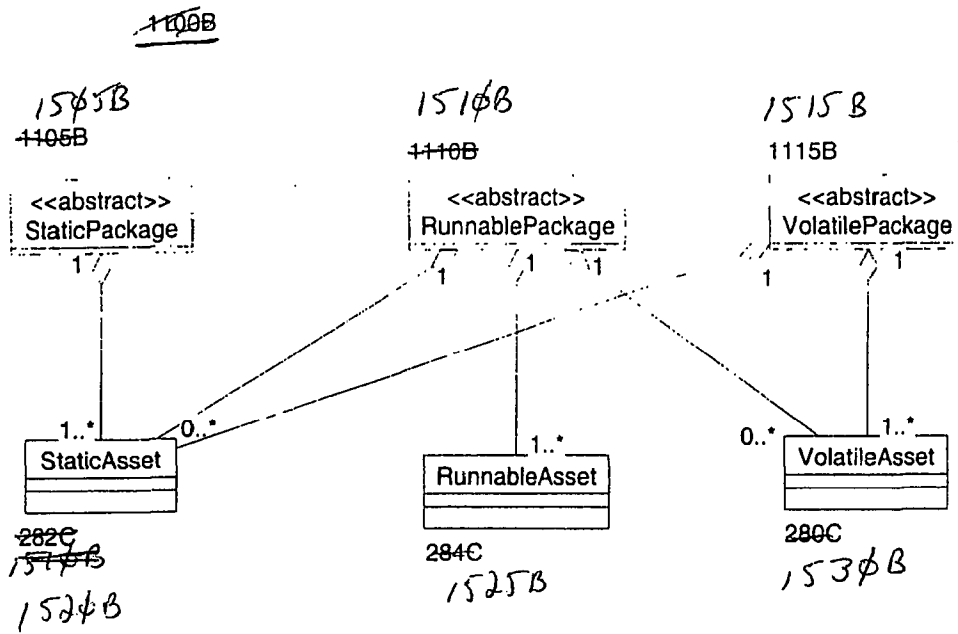 1100B
1505B 1510B 1515B
1105B 1110B 1115B
<<abstract>> <<abstract>> <<abstract>>
StaticPackage RunnablePackage VolatilePackage
1 1 1 1 1 1
1..* 0..* 1..* 0..* 1..*
StaticAsset RunnableAsset VolatileAsset
282C 284C 280C
1510B 1525B 1530B
1520B